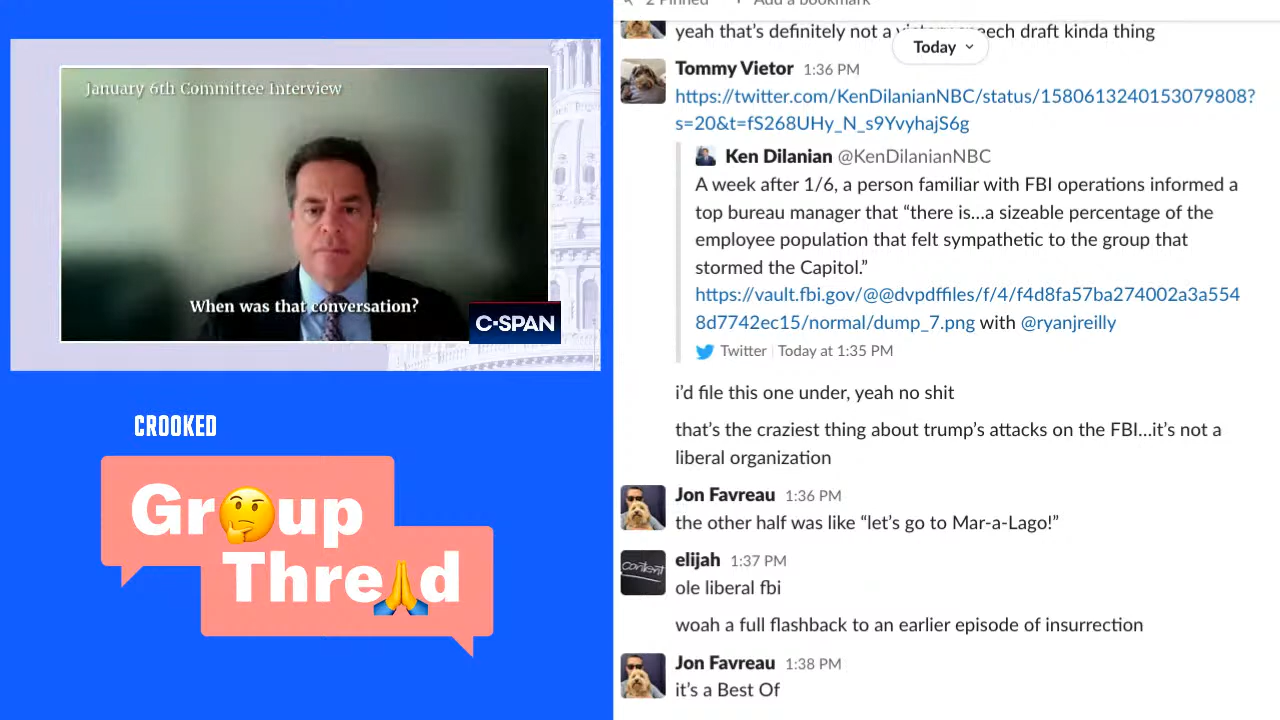 January 6th Committee Interview
When was that conversation?
C-SPAN
CROOKED
Gr🤔up
Thre🙏d
2 Pinned + Add a bookmark
yeah that's definitely not a victory speech draft kinda thing
Today
Tommy Vietor 1:36 PM
https://twitter.com/KenDilanianNBC/status/1580613240153079808?
s=20&t=fS268UHy_N_s9YvyhajS6g
Ken Dilanian @KenDilanianNBC
A week after 1/6, a person familiar with FBI operations informed a
top bureau manager that “there is...a sizeable percentage of the
employee population that felt sympathetic to the group that
stormed the Capitol.”
https://vault.fbi.gov/@@dvpdffiles/f/4/f4d8fa57ba274002a3a554
8d7742ec15/normal/dump_7.png with @ryanjreilly
Twitter | Today at 1:35 PM
i'd file this one under, yeah no shit
that's the craziest thing about trump's attacks on the FBI...it's not a
liberal organization
Jon Favreau 1:36 PM
the other half was like “let's go to Mar-a-Lago!”
content
elijah 1:37 PM
ole liberal fbi
woah a full flashback to an earlier episode of insurrection
Jon Favreau 1:38 PM
it's a Best Of